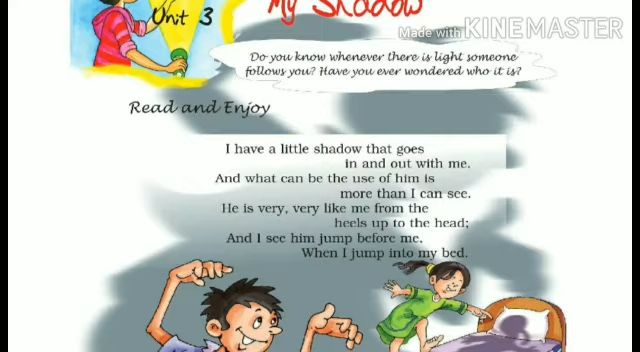 Unit 3
My Shadow
Made with KINEMASTER
Do you know whenever there is light someone
follows you? Have you ever wondered who it is?
Read and Enjoy
I have a little shadow that goes
in and out with me.
And what can be the use of him is
more than I can see.
He is very, very like me from the
heels up to the head;
And I see him jump before me.
When I jump into my bed.